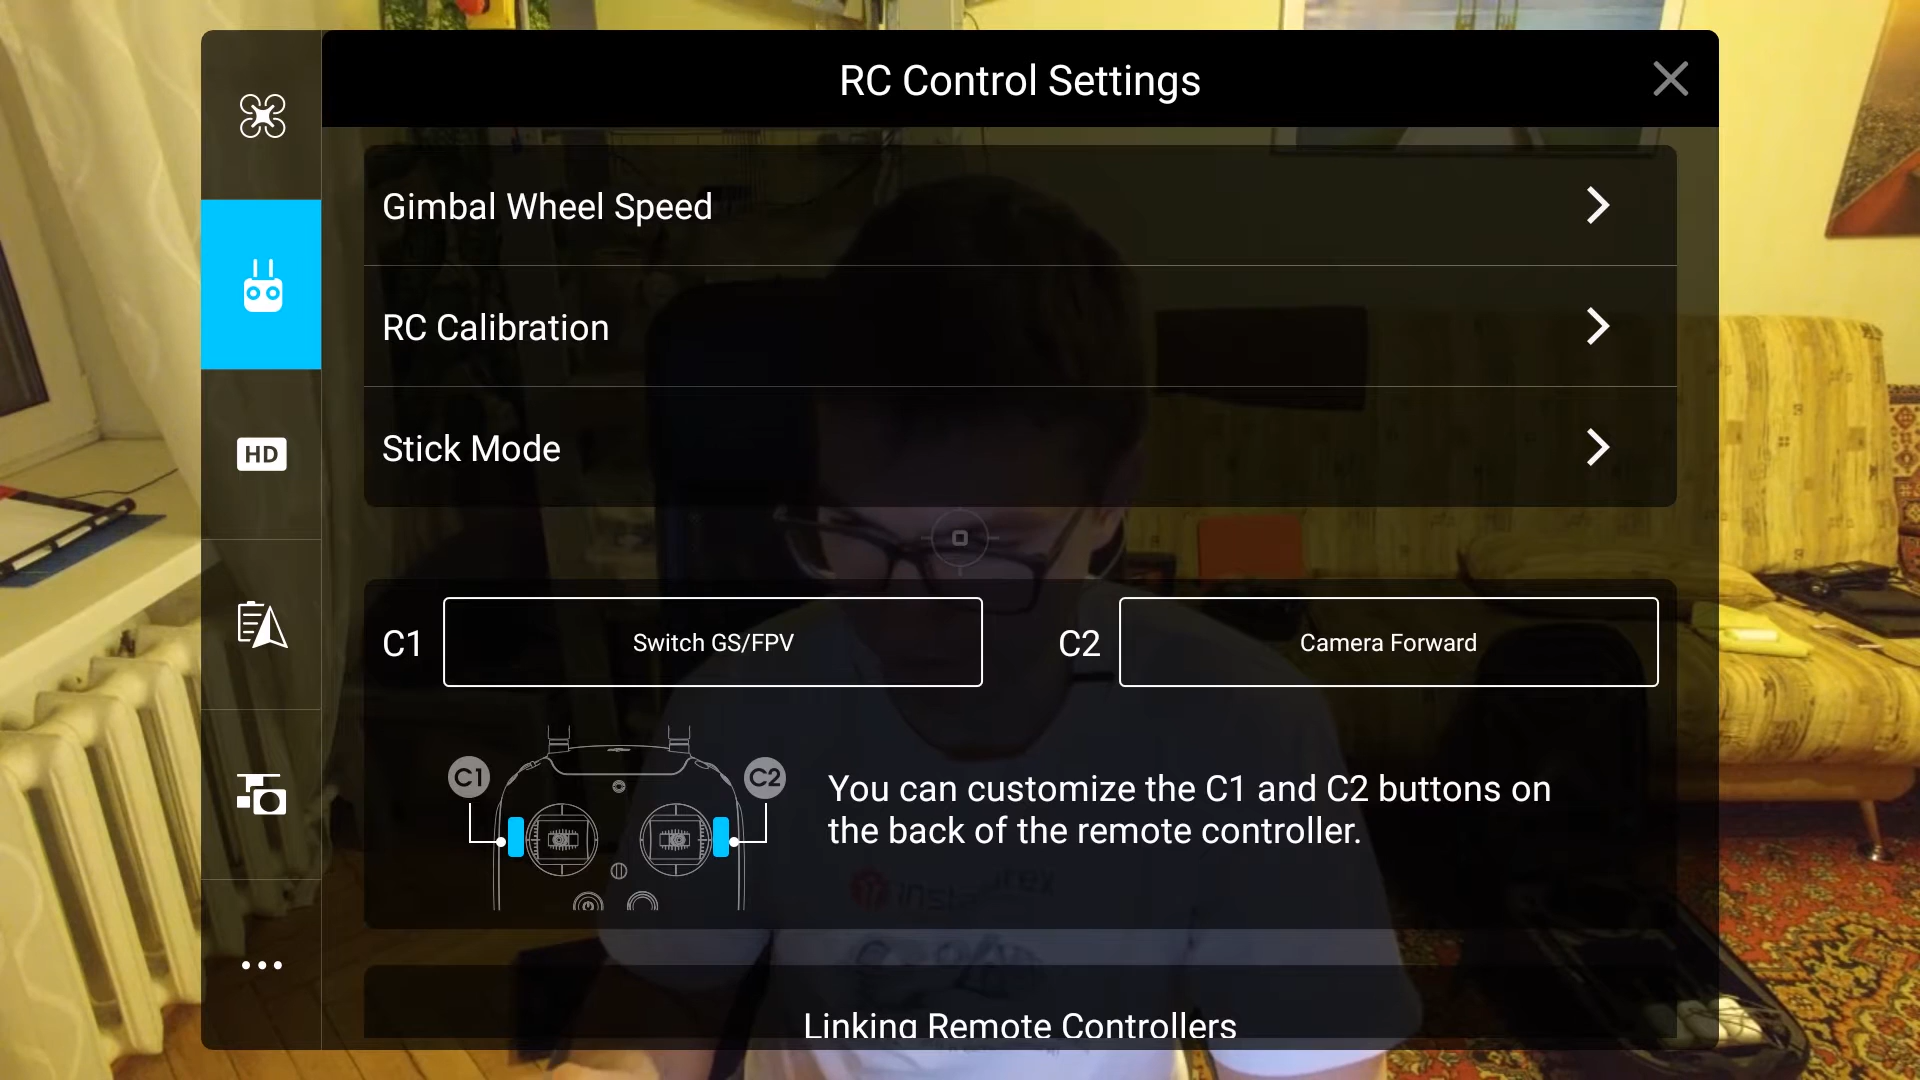 RC Control Settings
Gimbal Wheel Speed
RC Calibration
Stick Mode
HD
C1 Switch GS/FPV C2 Camera Forward
C1 C2
You can customize the C1 and C2 buttons on
the back of the remote controller.
Linking Remote Controllers